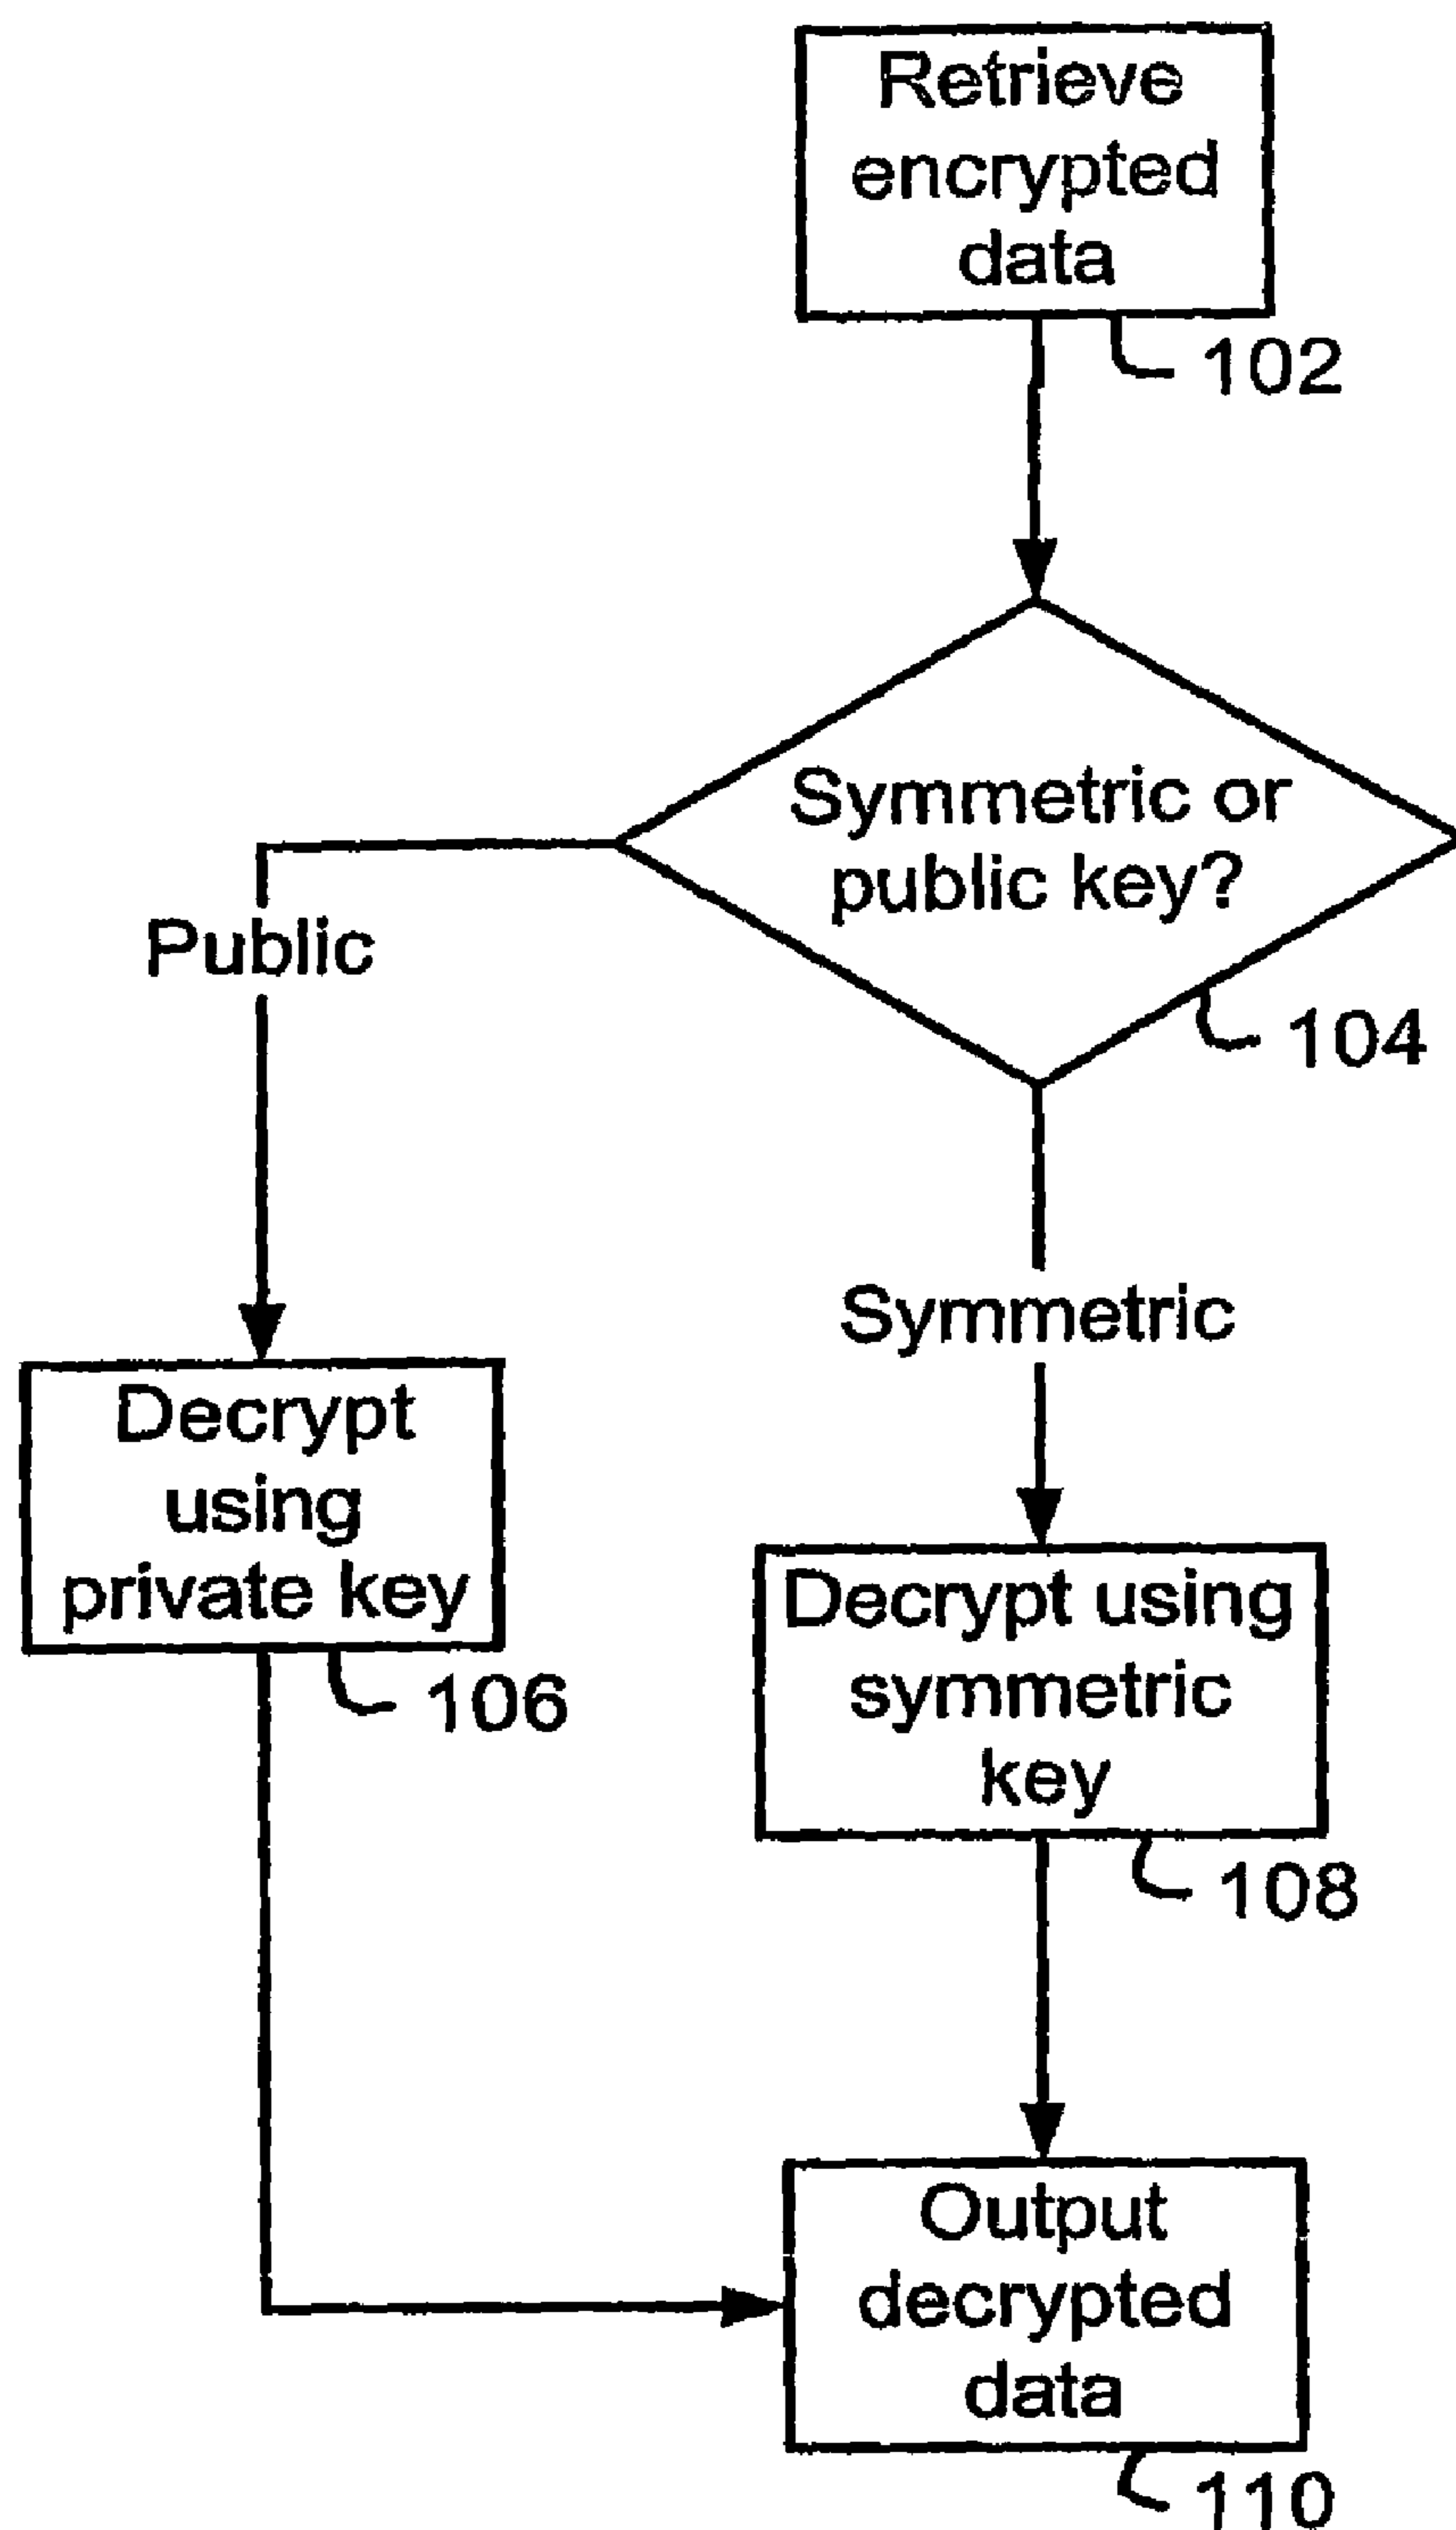 Retrieve
encrypted
data
102
Symmetric or
public key?
104
Public
Symmetric
Decrypt
using
private key
106
Decrypt using
symmetric
key
108
Output
decrypted
data
110